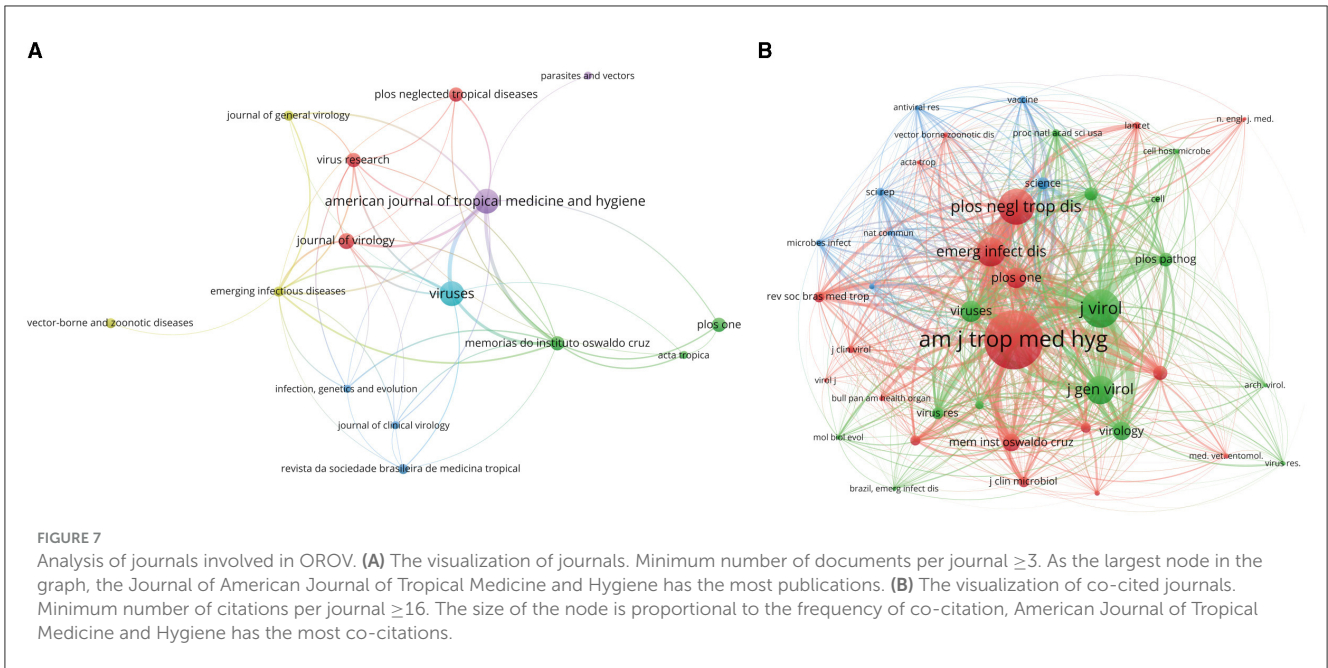 A
B
parasites and vectors
plos neglected tropical diseases
journal of general virology
virus research
american journal of tropical medicine and hygiene
journal of virology
emerging infectious diseases
viruses
vector-borne and zoonotic diseases
plos one
memorias do instituto oswaldo cruz
acta tropica
infection, genetics and evolution
journal of clinical virology
revista da sociedade brasileira de medicina tropical
antiviral res
vaccine
vector borne zoonotic dis
proc natl acad sci usa
lancet
n. engl. j. med.
cell host microbe
acta trop
science
sci rep
cell
plos negl trop dis
nat commun
microbes infect
emerg infect dis
plos pathog
plos one
rev soc bras med trop
viruses
j virol
am j trop med hyg
j clin virol
virol j
bull pan am health organ
j gen virol
arch. virol.
virus res
mol biol evol
mem inst oswaldo cruz
virology
med. vet. entomol.
virus res.
j clin microbiol
brazil, emerg infect dis
FIGURE 7
Analysis of journals involved in OROV. (A) The visualization of journals. Minimum number of documents per journal ≥3. As the largest node in the
graph, the Journal of American Journal of Tropical Medicine and Hygiene has the most publications. (B) The visualization of co-cited journals.
Minimum number of citations per journal ≥16. The size of the node is proportional to the frequency of co-citation, American Journal of Tropical
Medicine and Hygiene has the most co-citations.